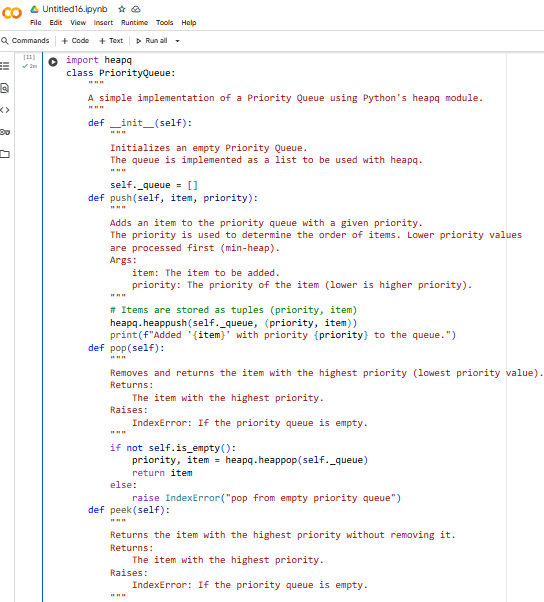 Untitled16.ipynb
File Edit View Insert Runtime Tools Help
Commands + Code + Text Run all
[11]
2m
import heapq
class PriorityQueue:
    """
    A simple implementation of a Priority Queue using Python's heapq module.
    """
    def __init__(self):
        """
        Initializes an empty Priority Queue.
        The queue is implemented as a list to be used with heapq.
        """
        self._queue = []
    def push(self, item, priority):
        """
        Adds an item to the priority queue with a given priority.
        The priority is used to determine the order of items. Lower priority values
        are processed first (min-heap).
        Args:
            item: The item to be added.
            priority: The priority of the item (lower is higher priority).
        """
        # Items are stored as tuples (priority, item)
        heapq.heappush(self._queue, (priority, item))
        print(f"Added '{item}' with priority {priority} to the queue.")
    def pop(self):
        """
        Removes and returns the item with the highest priority (lowest priority value).
        Returns:
            The item with the highest priority.
        Raises:
            IndexError: If the priority queue is empty.
        """
        if not self.is_empty():
            priority, item = heapq.heappop(self._queue)
            return item
        else:
            raise IndexError("pop from empty priority queue")
    def peek(self):
        """
        Returns the item with the highest priority without removing it.
        Returns:
            The item with the highest priority.
        Raises:
            IndexError: If the priority queue is empty.
        """